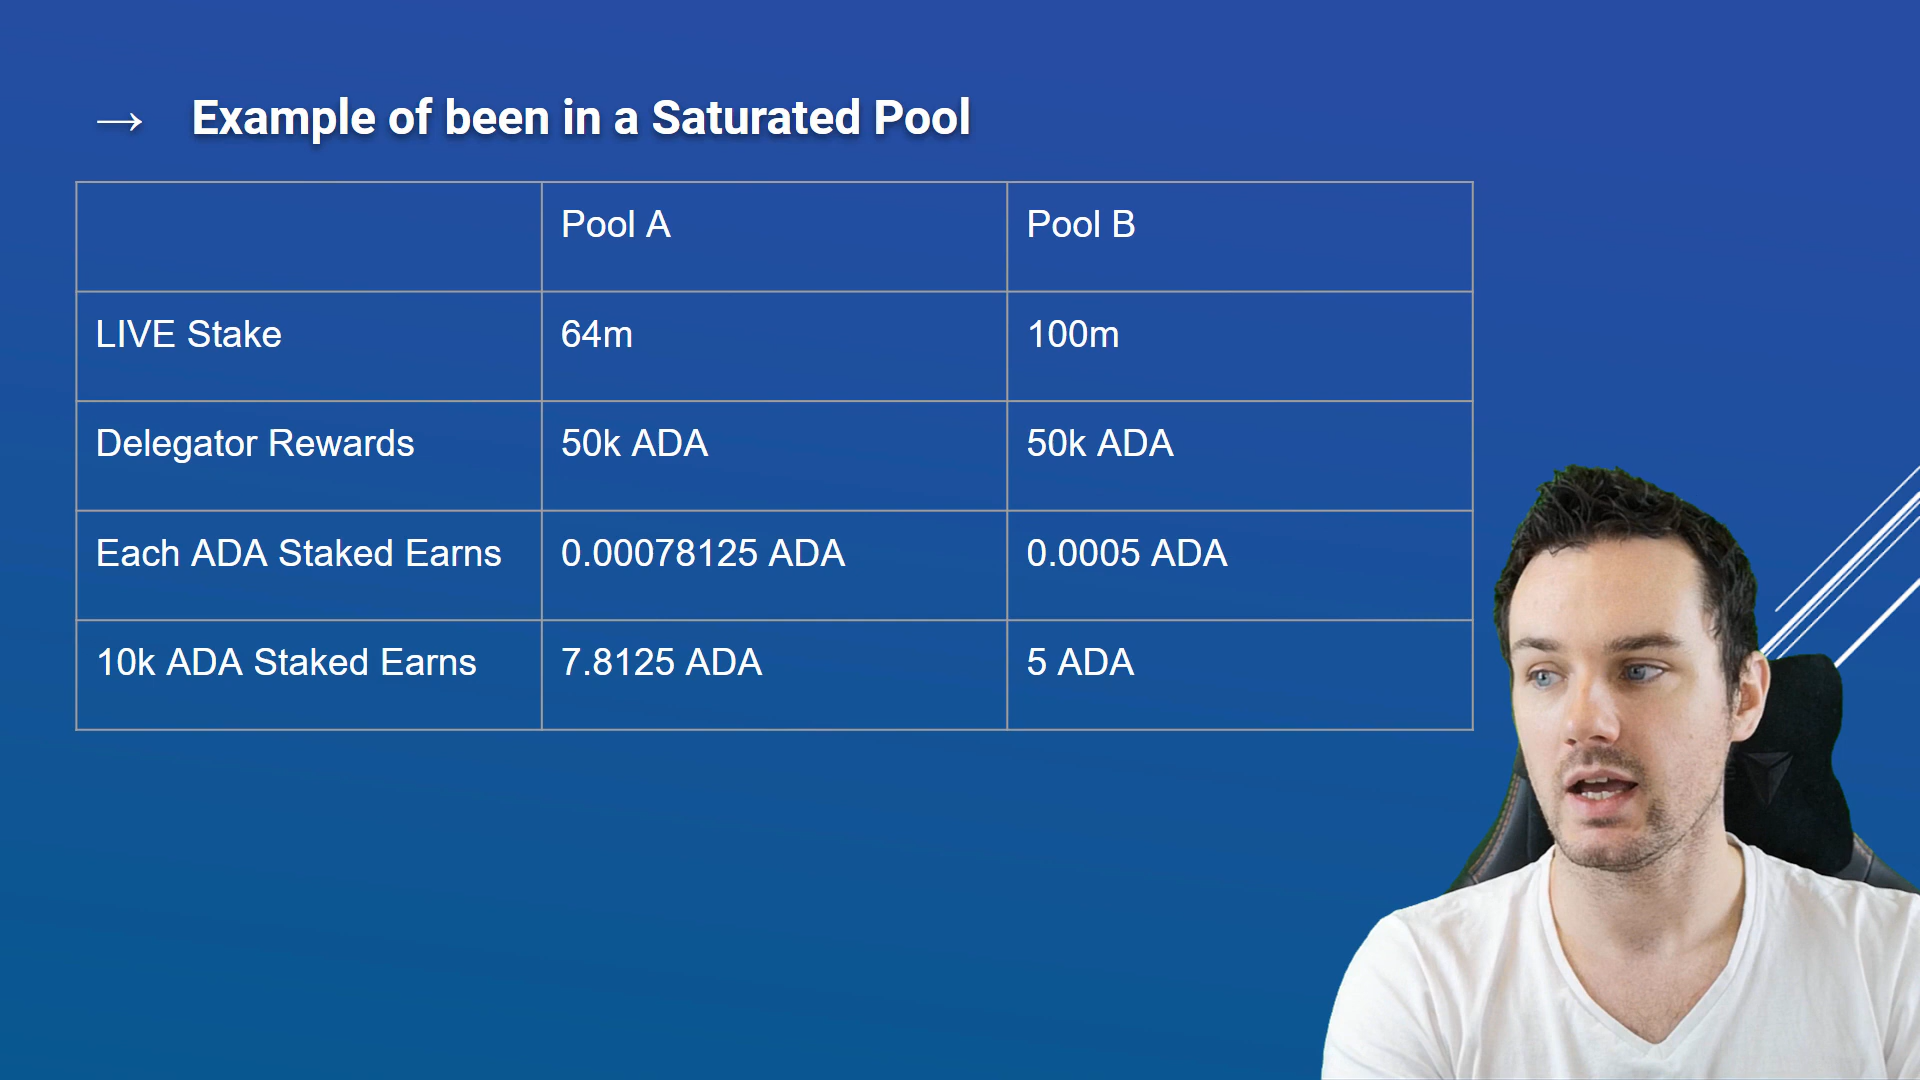 → Example of been in a Saturated Pool
Pool A Pool B
LIVE Stake 64m 100m
Delegator Rewards 50k ADA 50k ADA
Each ADA Staked Earns 0.00078125 ADA 0.0005 ADA
10k ADA Staked Earns 7.8125 ADA 5 ADA